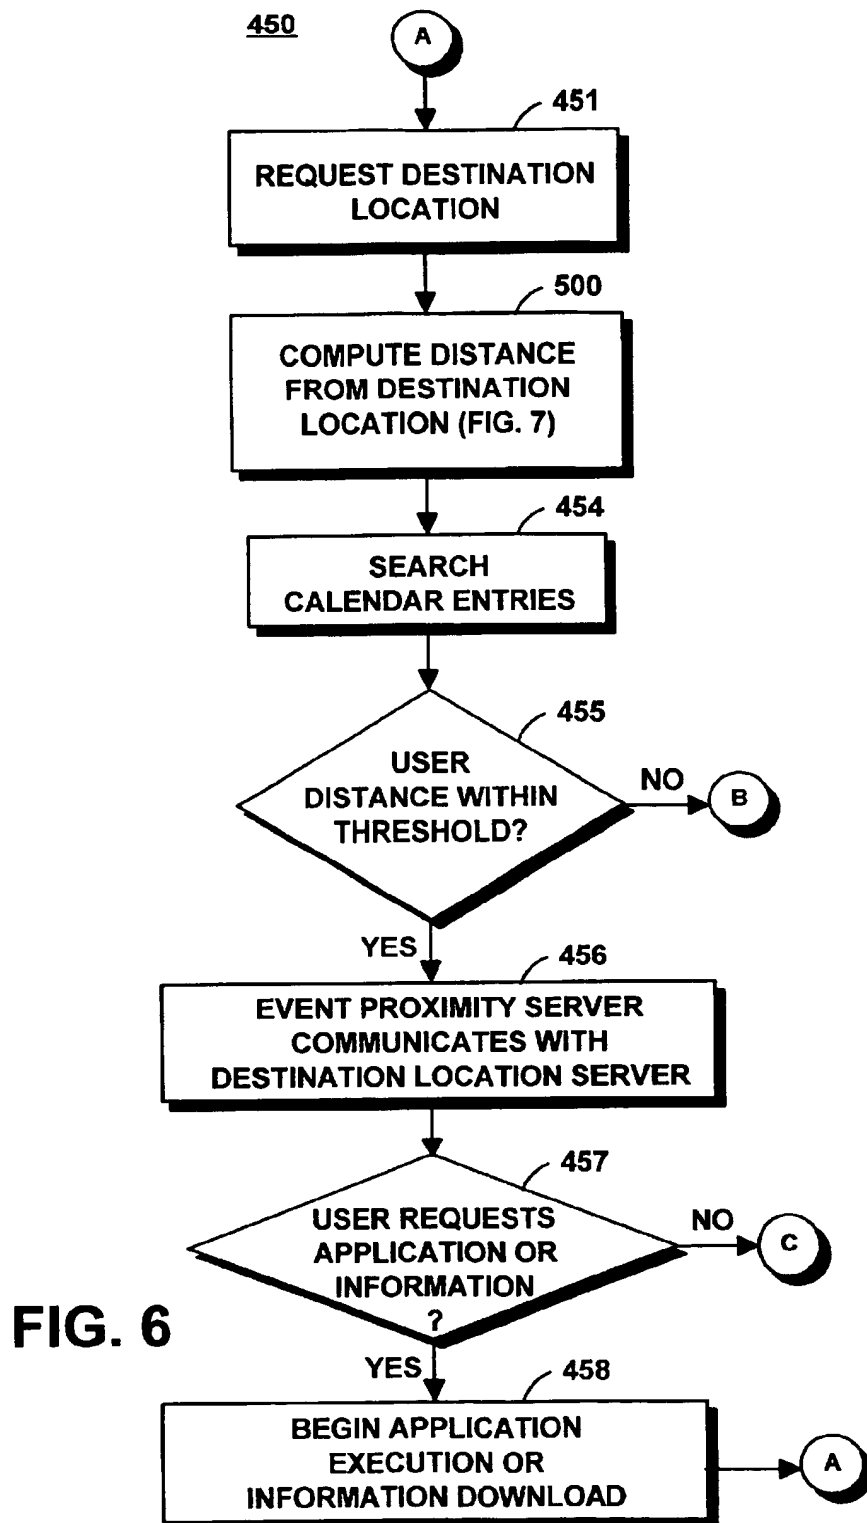 450
A
451
REQUEST DESTINATION
LOCATION
500
COMPUTE DISTANCE
FROM DESTINATION
LOCATION (FIG. 7)
454
SEARCH
CALENDAR ENTRIES
455
USER
DISTANCE WITHIN
THRESHOLD?
NO
B
YES
456
EVENT PROXIMITY SERVER
COMMUNICATES WITH
DESTINATION LOCATION SERVER
457
USER REQUESTS
APPLICATION OR
INFORMATION
?
NO
C
FIG. 6
YES
458
BEGIN APPLICATION
EXECUTION OR
INFORMATION DOWNLOAD
A